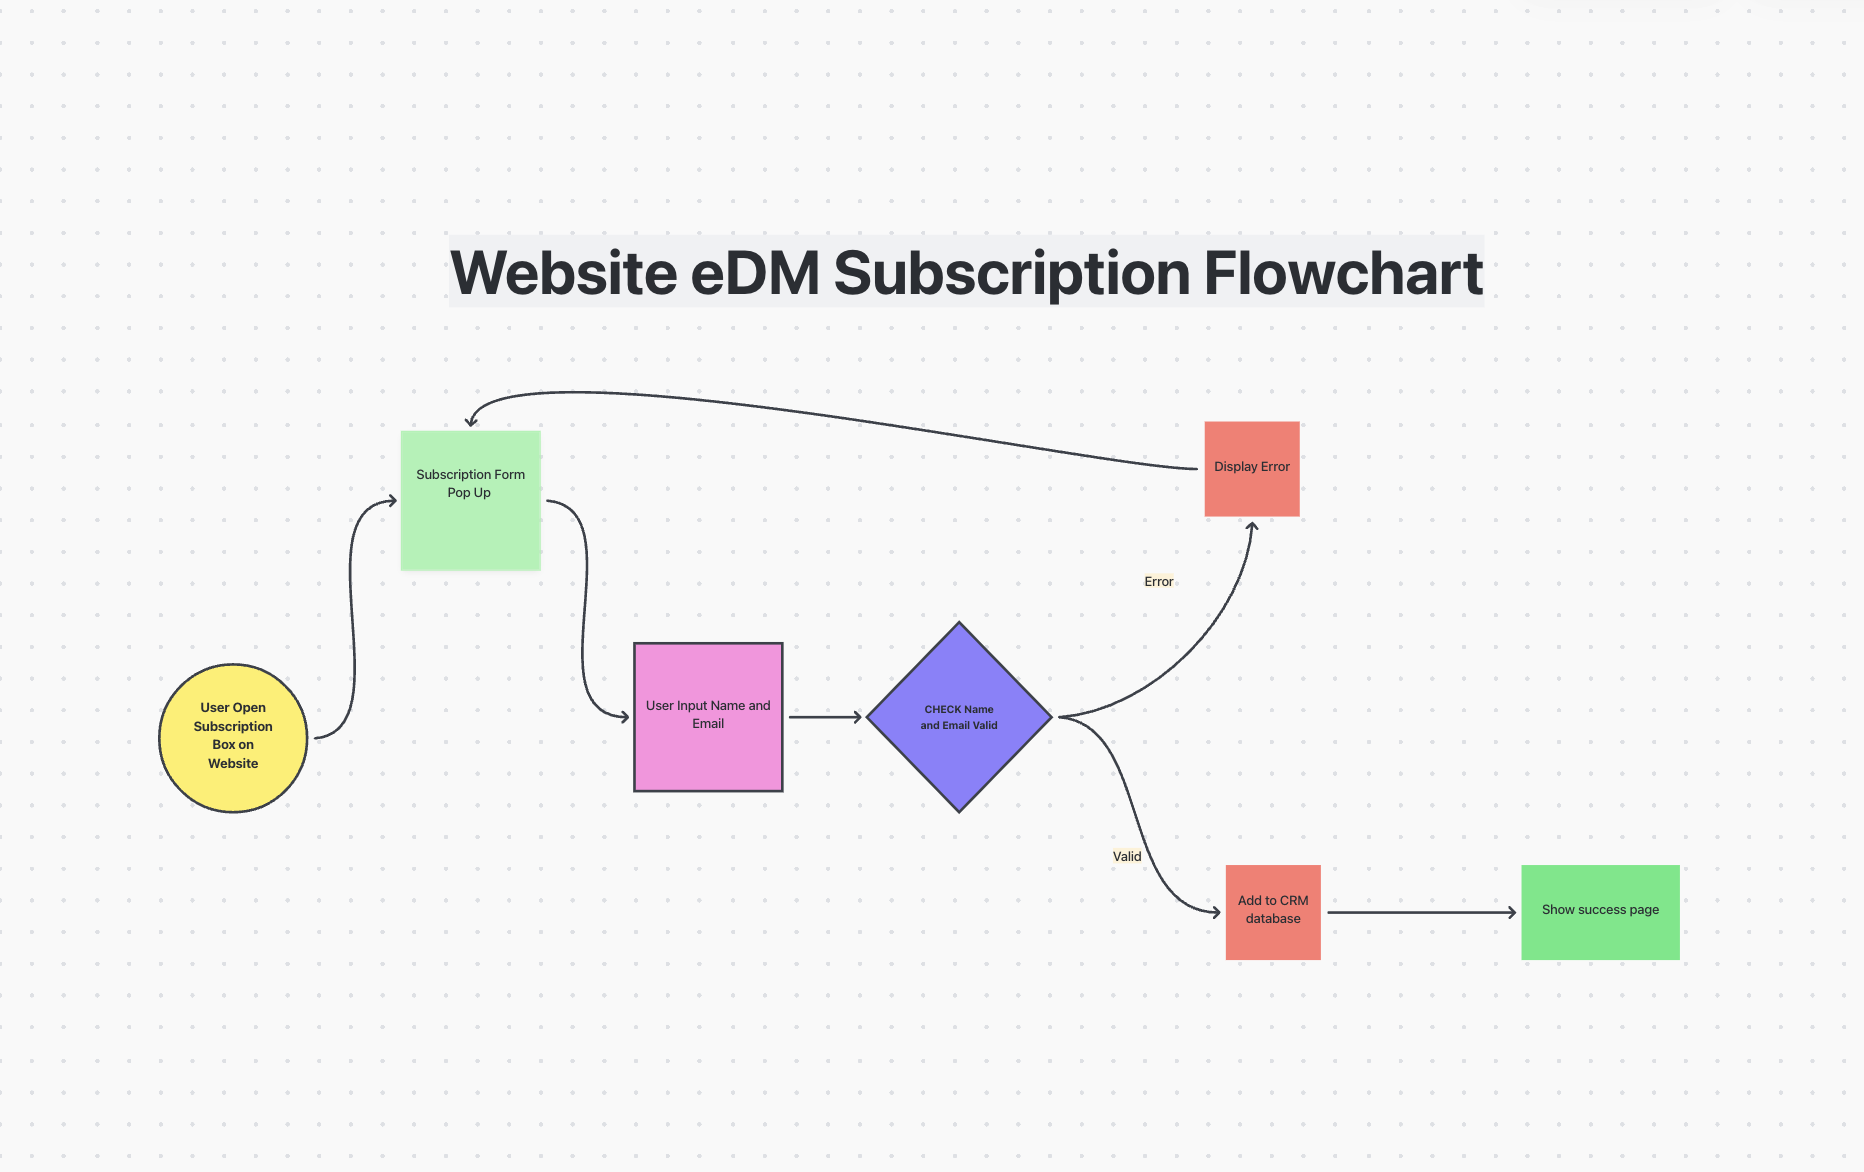 Website eDM Subscription Flowchart
Subscription Form
Pop Up
Display Error
Error
User Open
Subscription
Box on
Website
User Input Name and
Email
CHECK Name
and Email Valid
Valid
Add to CRM
database
Show success page